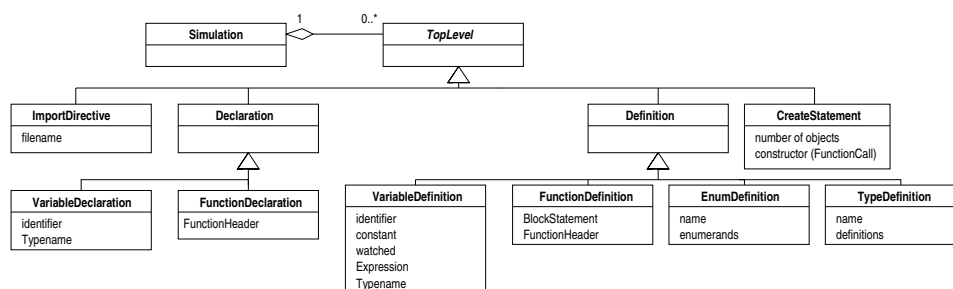 1
0..*
Simulation
TopLevel
ImportDirective
filename
Declaration
Definition
CreateStatement
number of objects
constructor (FunctionCall)
VariableDeclaration
identifier
Typename
FunctionDeclaration
FunctionHeader
VariableDefinition
identifier
constant
watched
Expression
Typename
FunctionDefinition
BlockStatement
FunctionHeader
EnumDefinition
name
enumerands
TypeDefinition
name
definitions